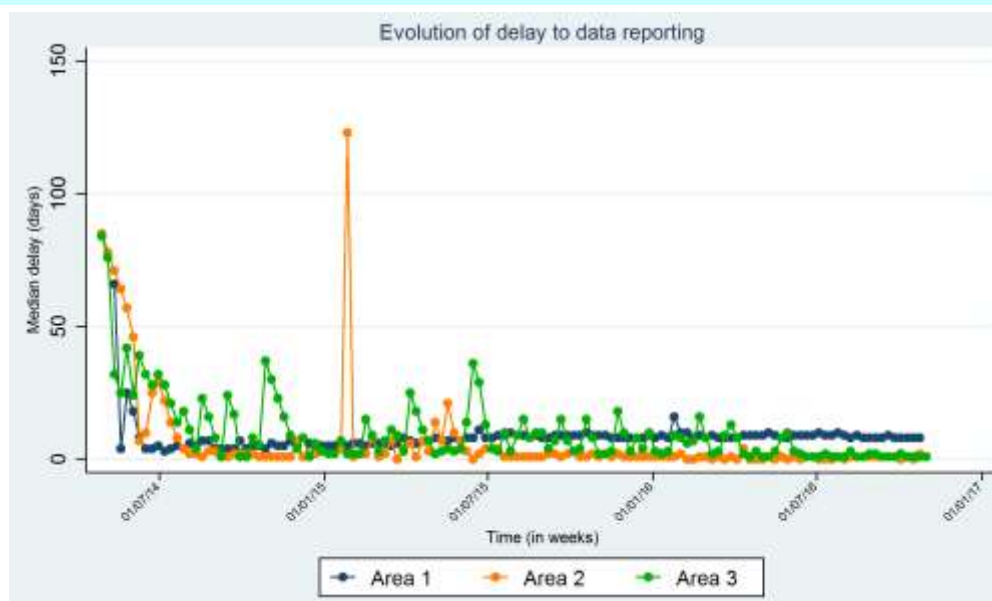 Evolution of delay to data reporting
150
100
50
0
Median delay (days)
01/07/14
01/01/15
01/07/15
01/01/16
01/07/16
01/01/17
Time (in weeks)
Area 1
Area 2
Area 3